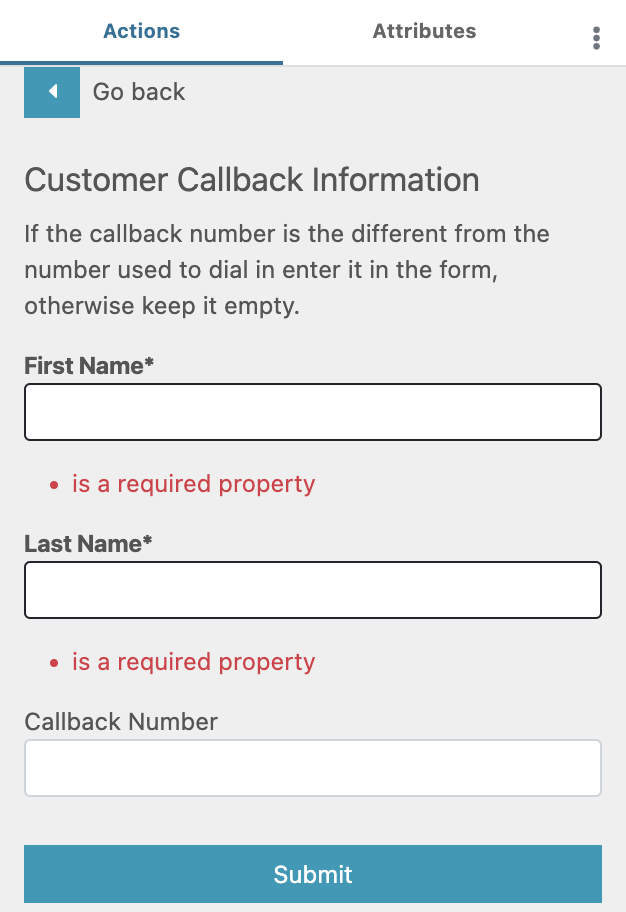 Actions
Attributes
Go back
Customer Callback Information
If the callback number is the different from the
number used to dial in enter it in the form,
otherwise keep it empty.
First Name*
is a required property
Last Name*
is a required property
Callback Number
Submit